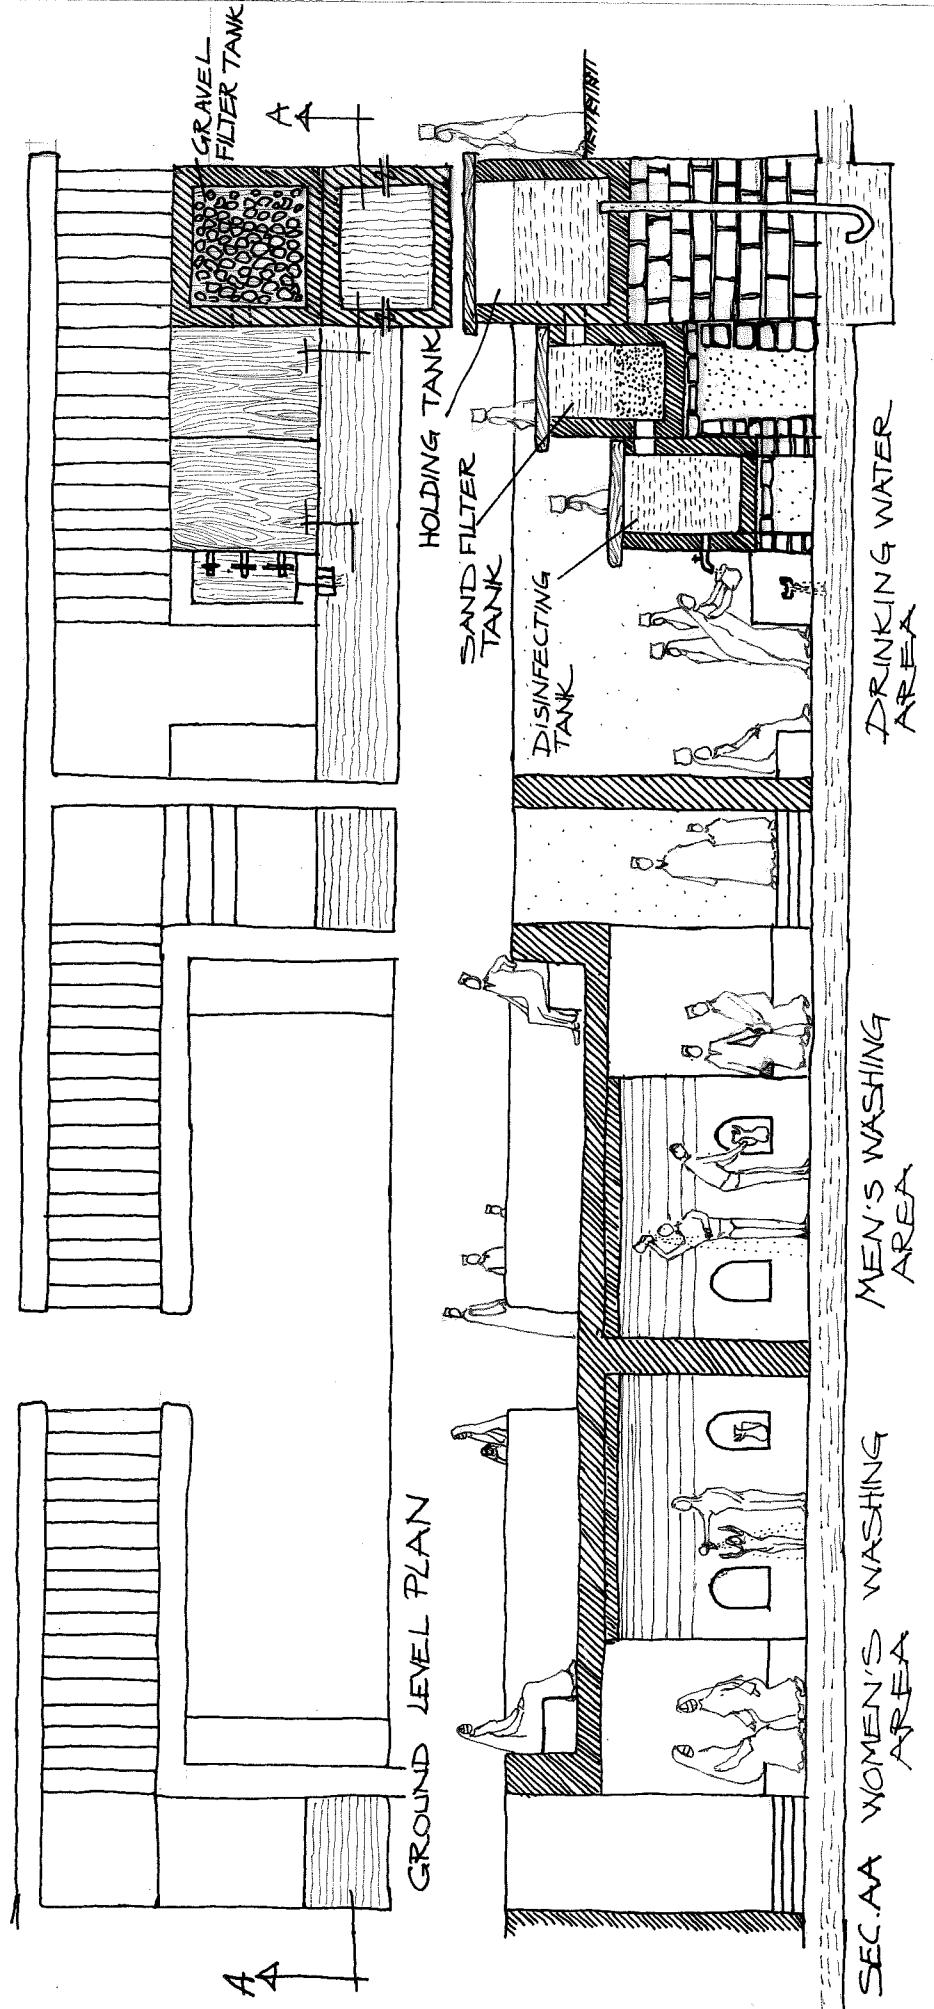 GRAVEL
FILTER TANK
A
HOLDING TANK
SAND FILTER
TANK
DISINFECTING
TANK
A
GROUND LEVEL PLAN
SEC. AA
WOMEN'S WASHING
AREA
MEN'S WASHING
AREA
DRINKING WATER
AREA